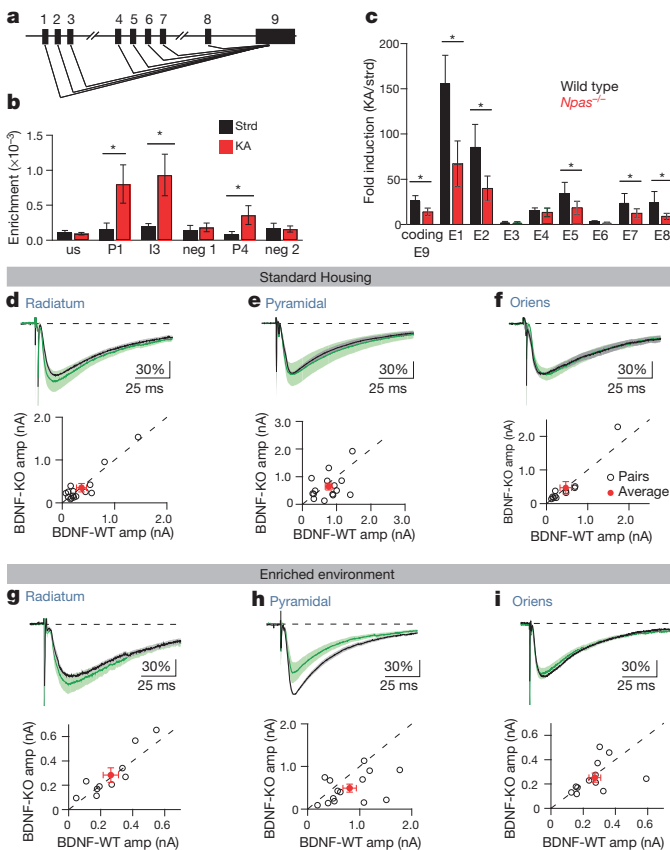 a
1 2 3 4 5 6 7 8 9
b
Enrichment (×10⁻³)
1.5
1.0
0.5
0.0
Strd
KA
* * *
us P1 I3 neg 1 P4 neg 2
c
Fold induction (KA/strd)
200
150
100
50
0
Wild type
Npas⁻/⁻
* * * * * *
coding E1 E2 E3 E4 E5 E6 E7 E8
E9
Standard Housing
d Radiatum
30%
25 ms
BDNF-KO amp (nA)
2.0
1.0
0
0 1.0 2.0
BDNF-WT amp (nA)
e Pyramidal
30%
25 ms
BDNF-KO amp (nA)
3.0
2.0
1.0
0
0 1.0 2.0 3.0
BDNF-WT amp (nA)
f Oriens
30%
25 ms
BDNF-KO amp (nA)
2.0
1.0
0
0 1.0 2.0
BDNF-WT amp (nA)
Pairs
Average
Enriched environment
g Radiatum
30%
25 ms
BDNF-KO amp (nA)
0.6
0.4
0.2
0
0 0.2 0.4 0.6
BDNF-WT amp (nA)
h Pyramidal
30%
25 ms
BDNF-KO amp (nA)
2.0
1.0
0
0 1.0 2.0
BDNF-WT amp (nA)
i Oriens
30%
25 ms
BDNF-KO amp (nA)
0.6
0.4
0.2
0
0 0.2 0.4 0.6
BDNF-WT amp (nA)